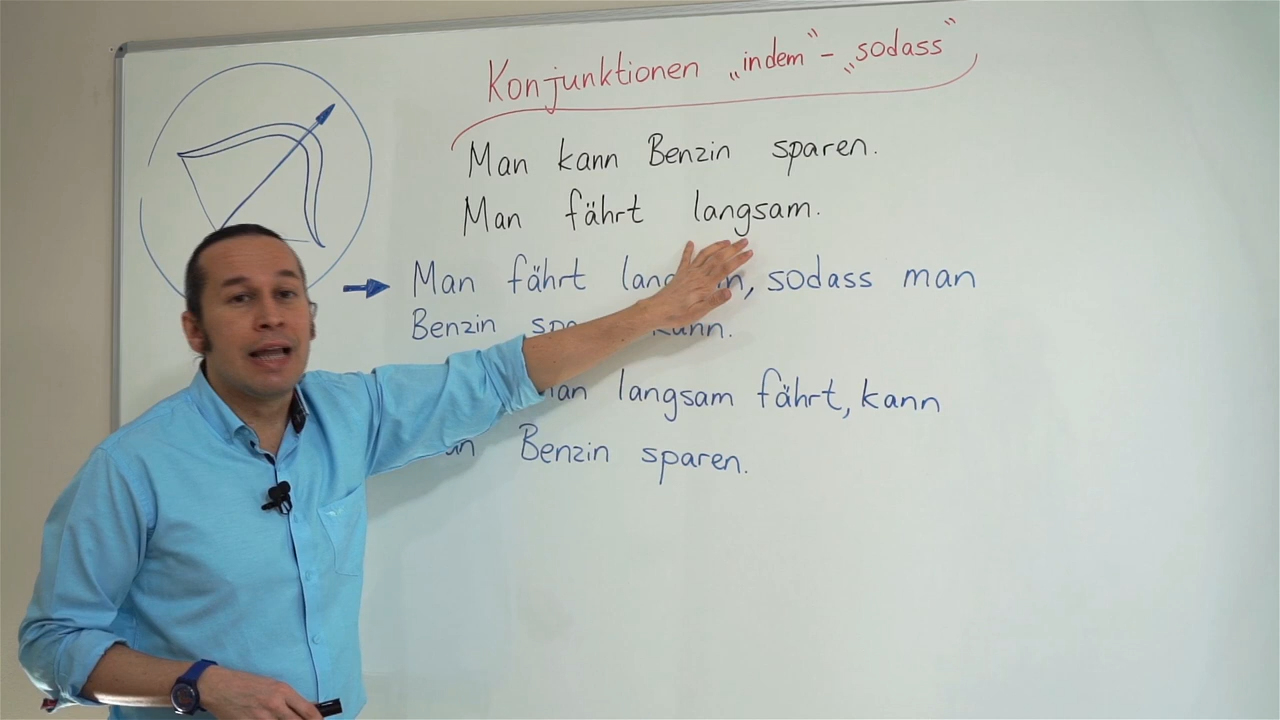 Konjunktionen „indem“ - „sodass“
Man kann Benzin sparen.
Man fährt langsam.
Man fährt sodass man
Benzin kann.
man langsam fährt, kann
Benzin sparen.